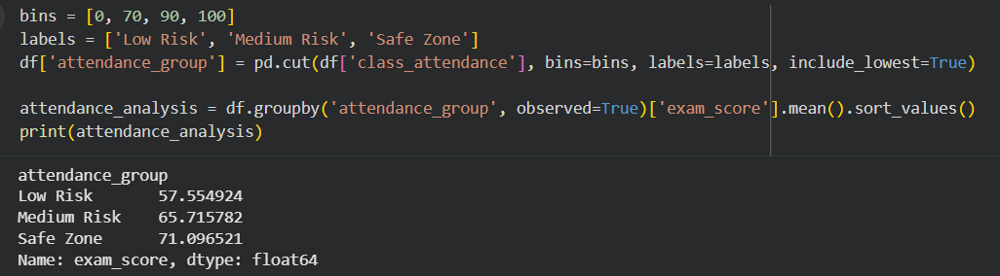 bins = [0, 70, 90, 100]
labels = ['Low Risk', 'Medium Risk', 'Safe Zone']
df['attendance_group'] = pd.cut(df['class_attendance'], bins=bins, labels=labels, include_lowest=True)
attendance_analysis = df.groupby('attendance_group', observed=True)['exam_score'].mean().sort_values()
print(attendance_analysis)
attendance_group
Low Risk       57.554924
Medium Risk    65.715782
Safe Zone      71.096521
Name: exam_score, dtype: float64